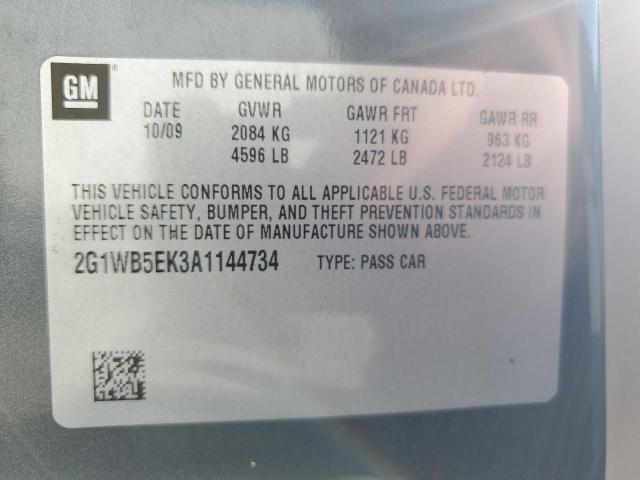 GM ®
MFD BY GENERAL MOTORS OF CANADA LTD.
DATE GVWR GAWR FRT GAWR RR
10/09 2084 KG 1121 KG 963 KG
4596 LB 2472 LB 2124 LB
THIS VEHICLE CONFORMS TO ALL APPLICABLE U.S. FEDERAL MOTOR
VEHICLE SAFETY, BUMPER, AND THEFT PREVENTION STANDARDS IN
EFFECT ON THE DATE OF MANUFACTURE SHOWN ABOVE.
2G1WB5EK3A1144734 TYPE: PASS CAR